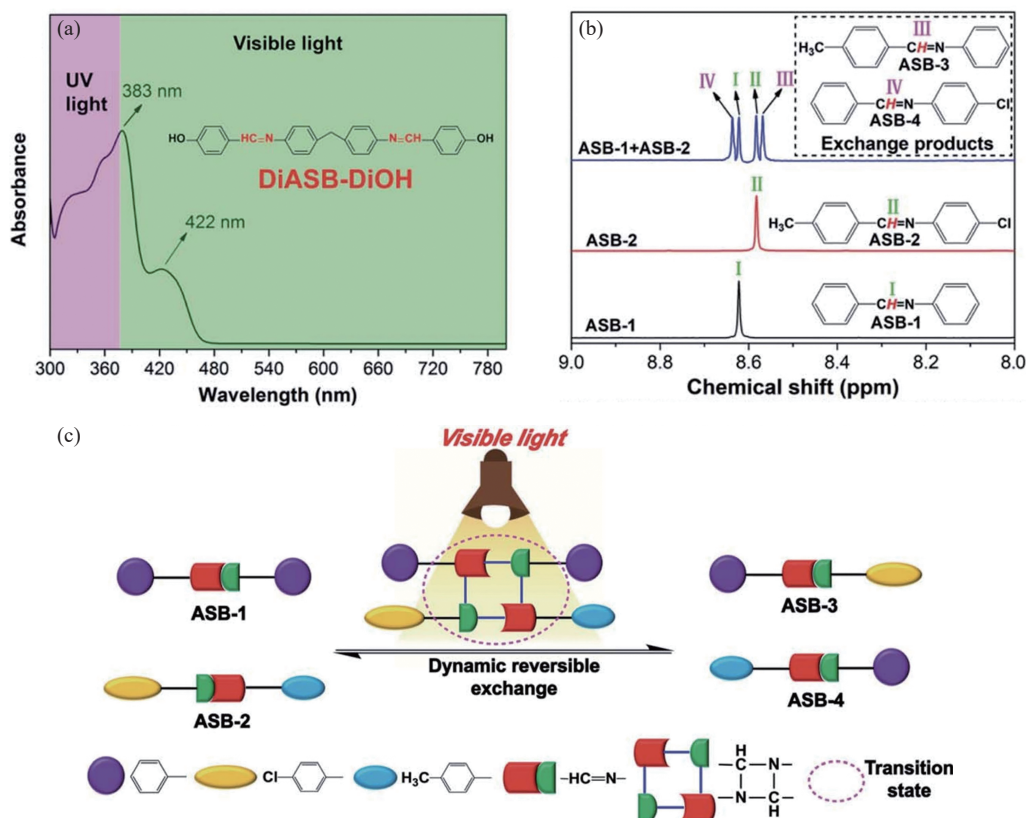 (a)
Visible light
UV
light
383 nm
422 nm
HO
HC=N
N=CH
OH
DiASB-DiOH
Absorbance
300 360 420 480 540 600 660 720 780
Wavelength (nm)
(b)
III
H₃C
CH=N
ASB-3
IV
CH=N
Cl
ASB-4
Exchange products
IV I II III
ASB-1+ASB-2
II
ASB-2
H₃C
II
CH=N
Cl
ASB-2
I
ASB-1
I
CH=N
ASB-1
9.0 8.8 8.6 8.4 8.2 8.0
Chemical shift (ppm)
(c)
Visible light
ASB-1
ASB-2
Dynamic reversible
exchange
ASB-3
ASB-4
Cl
H₃C
HC=N
H
C N
N C
H
Transition
state